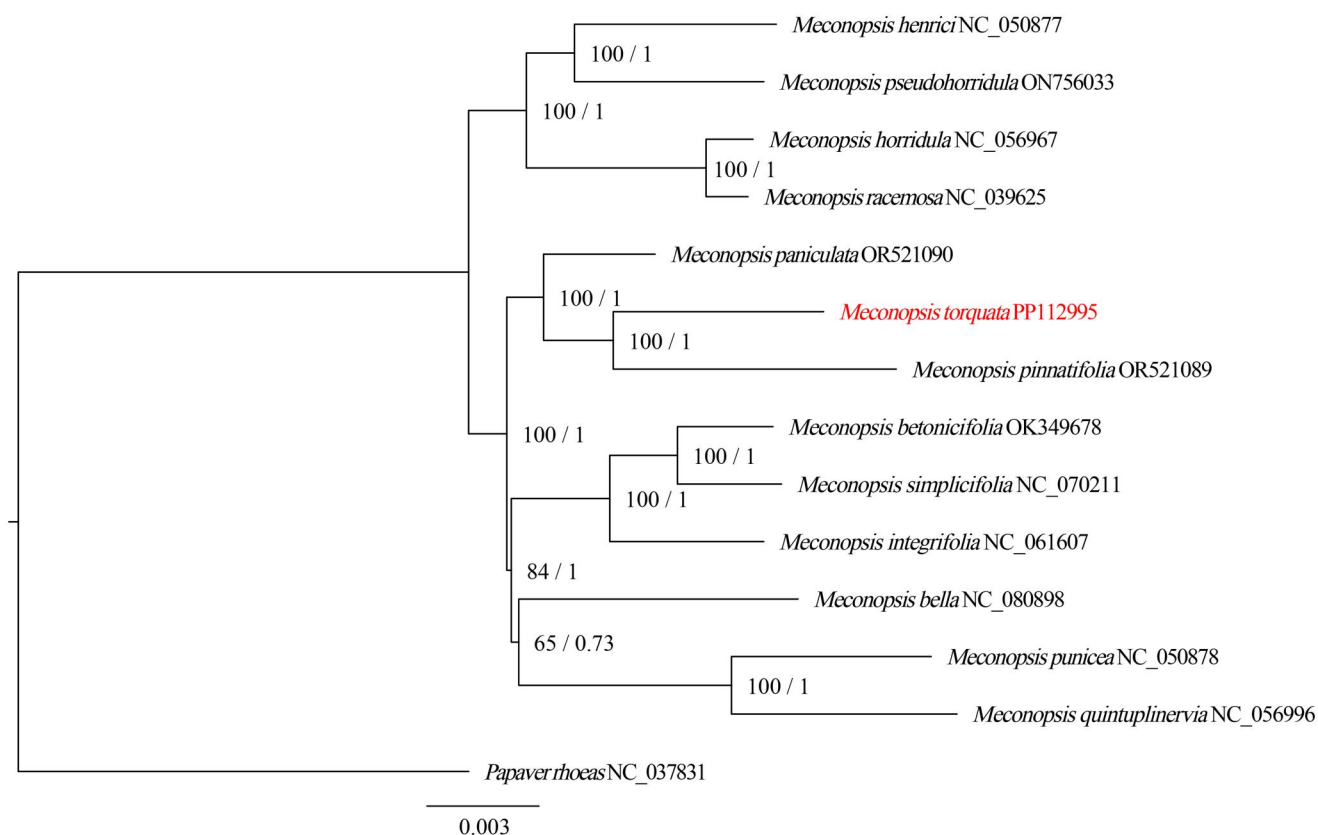 Meconopsis henrici NC_050877
100 / 1
Meconopsis pseudohorridula ON756033
100 / 1
Meconopsis horridula NC_056967
100 / 1
Meconopsis racemosa NC_039625
Meconopsis paniculata OR521090
100 / 1
Meconopsis torquata PP112995
100 / 1
Meconopsis pinnatifolia OR521089
100 / 1
Meconopsis betonicifolia OK349678
100 / 1
Meconopsis simplicifolia NC_070211
100 / 1
Meconopsis integrifolia NC_061607
84 / 1
Meconopsis bella NC_080898
65 / 0.73
Meconopsis punicea NC_050878
100 / 1
Meconopsis quintuplinervia NC_056996
Papaver rhoeas NC_037831
0.003